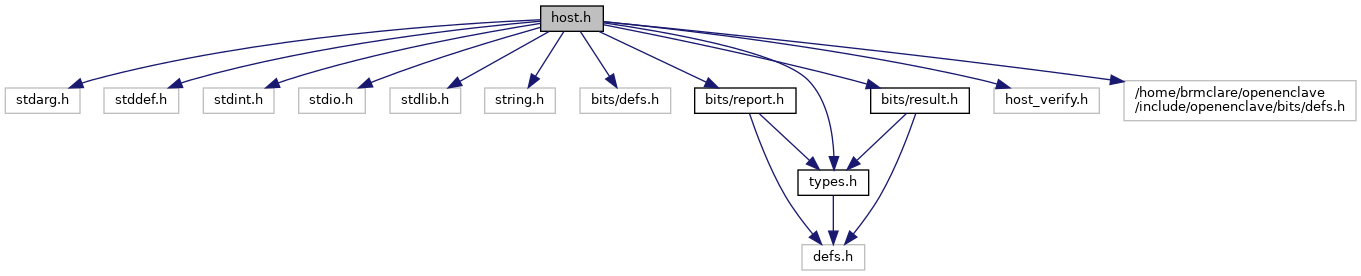 host.h
stdarg.h
stddef.h
stdint.h
stdio.h
stdlib.h
string.h
bits/defs.h
bits/report.h
bits/result.h
host_verify.h
/home/brmclare/openenclave
/include/openenclave/bits/defs.h
types.h
defs.h